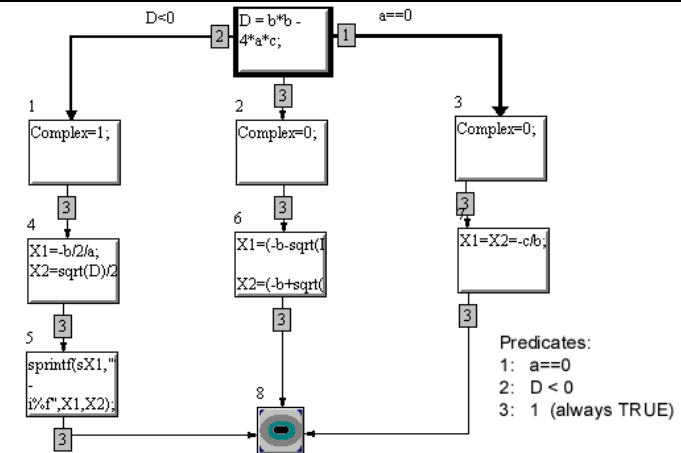 D<0
a==0
D = b*b -
4*a*c;
2
1
3
1
2
3
Complex=1;
Complex=0;
Complex=0;
3
3
3
4
6
7
X1=-b/2/a;
X2=sqrt(D)/2
X1=(-b-sqrt(
X2=(-b+sqrt(
X1=X2=-c/b;
3
3
3
5
sprintf(sX1,"
-
i%f",X1,X2);
8
3
Predicates:
1: a==0
2: D < 0
3: 1 (always TRUE)